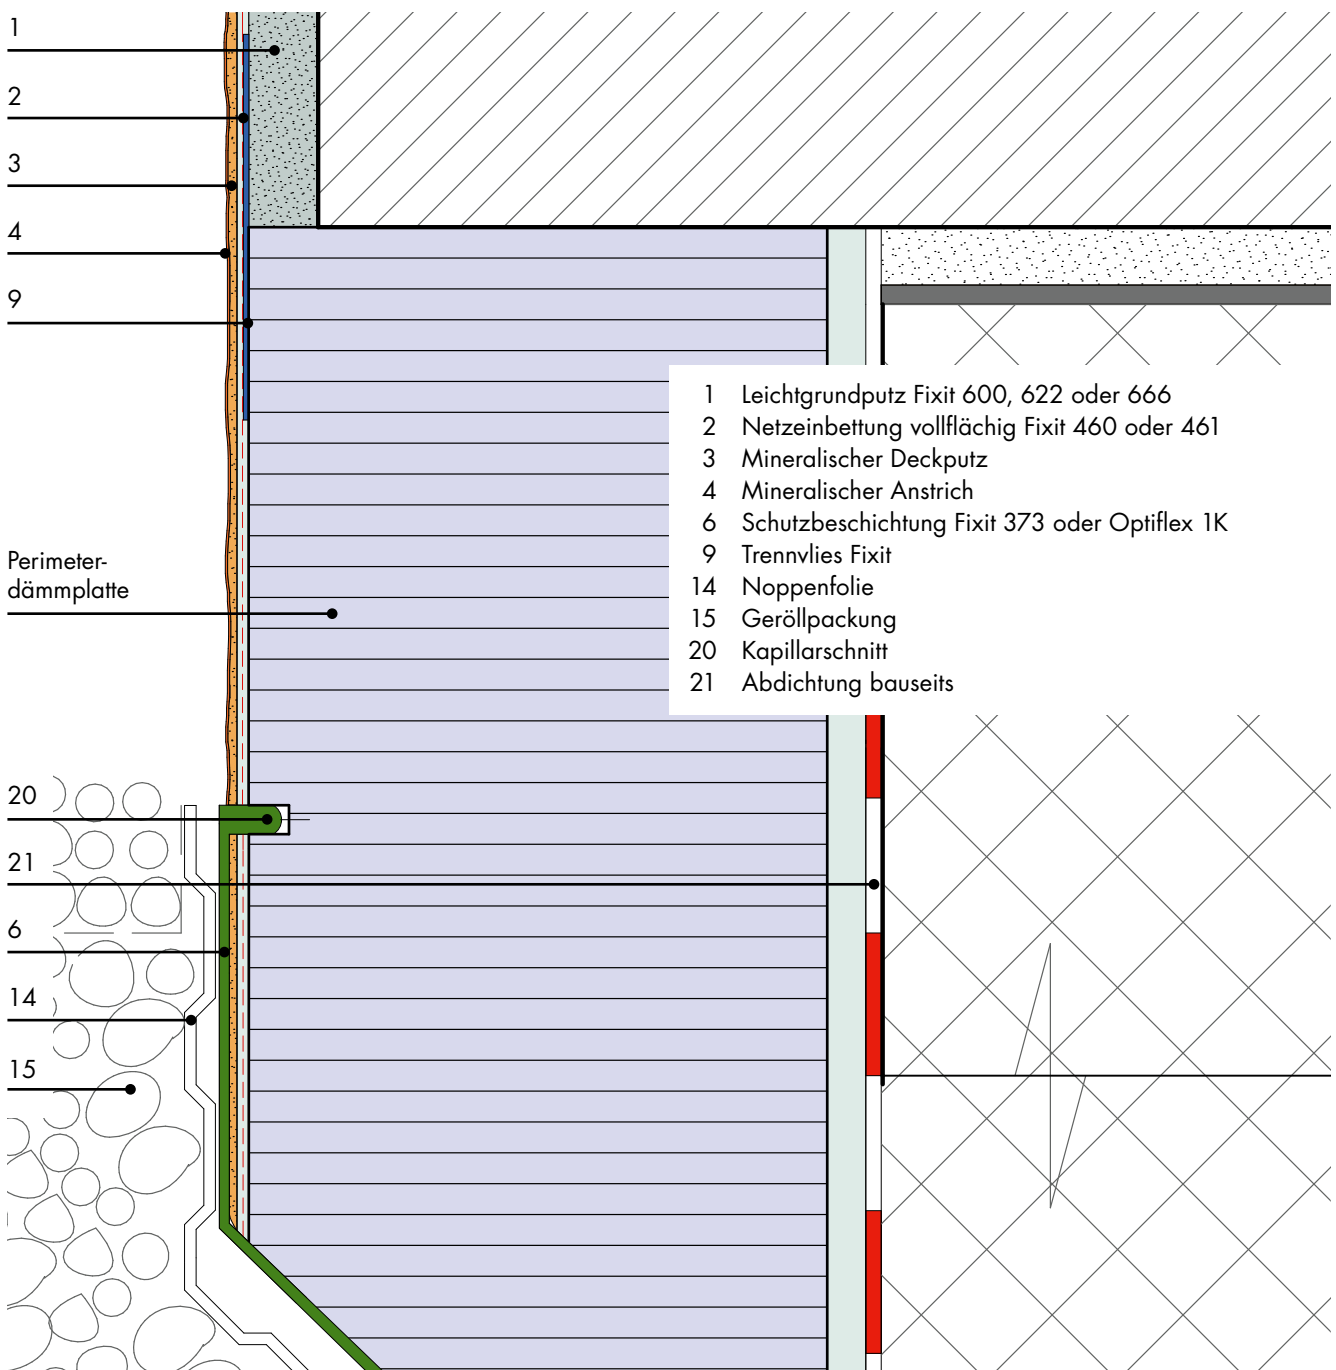 1
2
3
4
9
Perimeter-
dämmplatte
20
21
6
14
15
1 Leichtgrundputz Fixit 600, 622 oder 666
2 Netzeinbettung vollflächig Fixit 460 oder 461
3 Mineralischer Deckputz
4 Mineralischer Anstrich
6 Schutzbeschichtung Fixit 373 oder Optiflex 1K
9 Trennvlies Fixit
14 Noppenfolie
15 Geröllpackung
20 Kapillarschnitt
21 Abdichtung bauseits